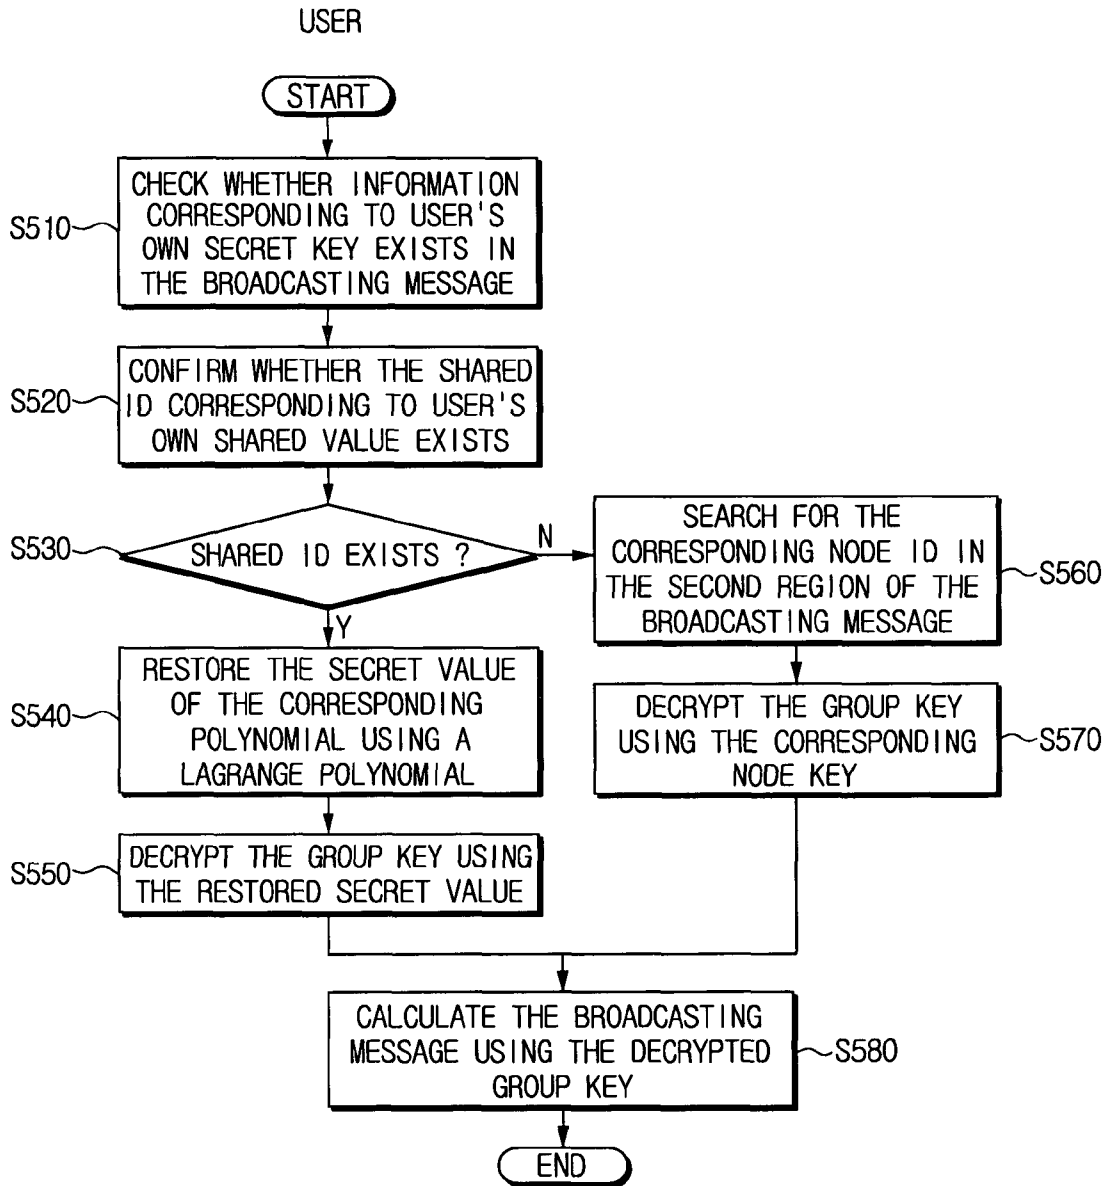 USER
START
S510
CHECK WHETHER INFORMATION
CORRESPONDING TO USER'S
OWN SECRET KEY EXISTS IN
THE BROADCASTING MESSAGE
S520
CONFIRM WHETHER THE SHARED
ID CORRESPONDING TO USER'S
OWN SHARED VALUE EXISTS
S530
SHARED ID EXISTS ?
N
Y
SEARCH FOR THE
CORRESPONDING NODE ID IN
THE SECOND REGION OF THE
BROADCASTING MESSAGE
S560
S540
RESTORE THE SECRET VALUE
OF THE CORRESPONDING
POLYNOMIAL USING A
LAGRANGE POLYNOMIAL
DECRYPT THE GROUP KEY
USING THE CORRESPONDING
NODE KEY
S570
S550
DECRYPT THE GROUP KEY USING
THE RESTORED SECRET VALUE
CALCULATE THE BROADCASTING
MESSAGE USING THE DECRYPTED
GROUP KEY
S580
END